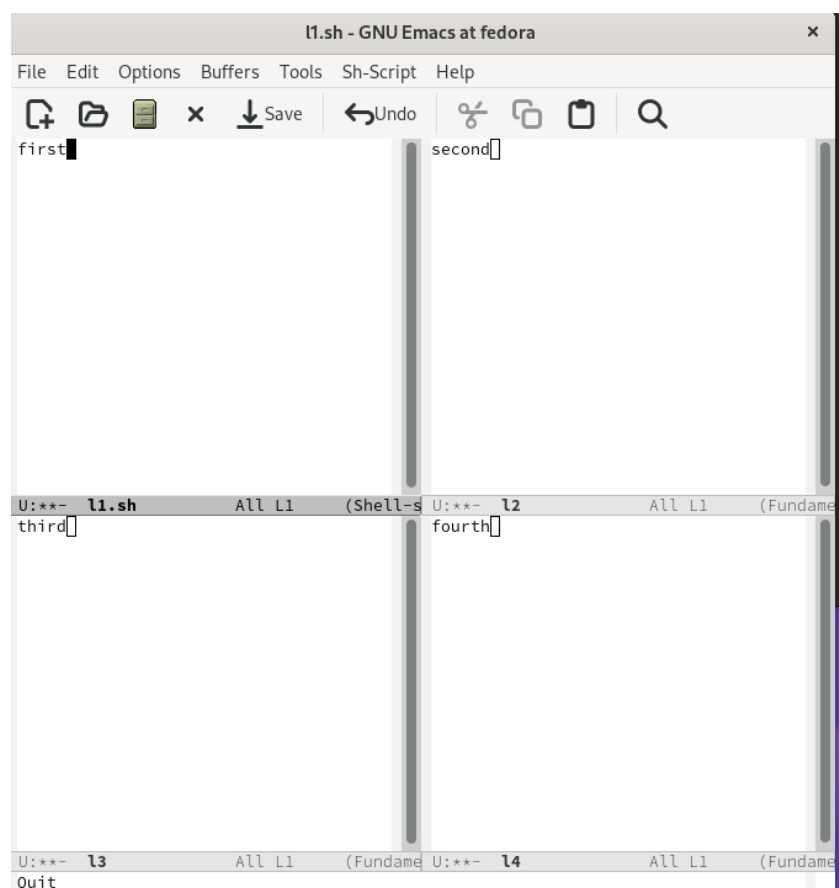 l1.sh - GNU Emacs at fedora
File Edit Options Buffers Tools Sh-Script Help
Save Undo
first
second
U:**- l1.sh All L1 (Shell-s
U:**- l2 All L1 (Fundame
third
fourth
U:**- l3 All L1 (Fundame
U:**- l4 All L1 (Fundame
Quit